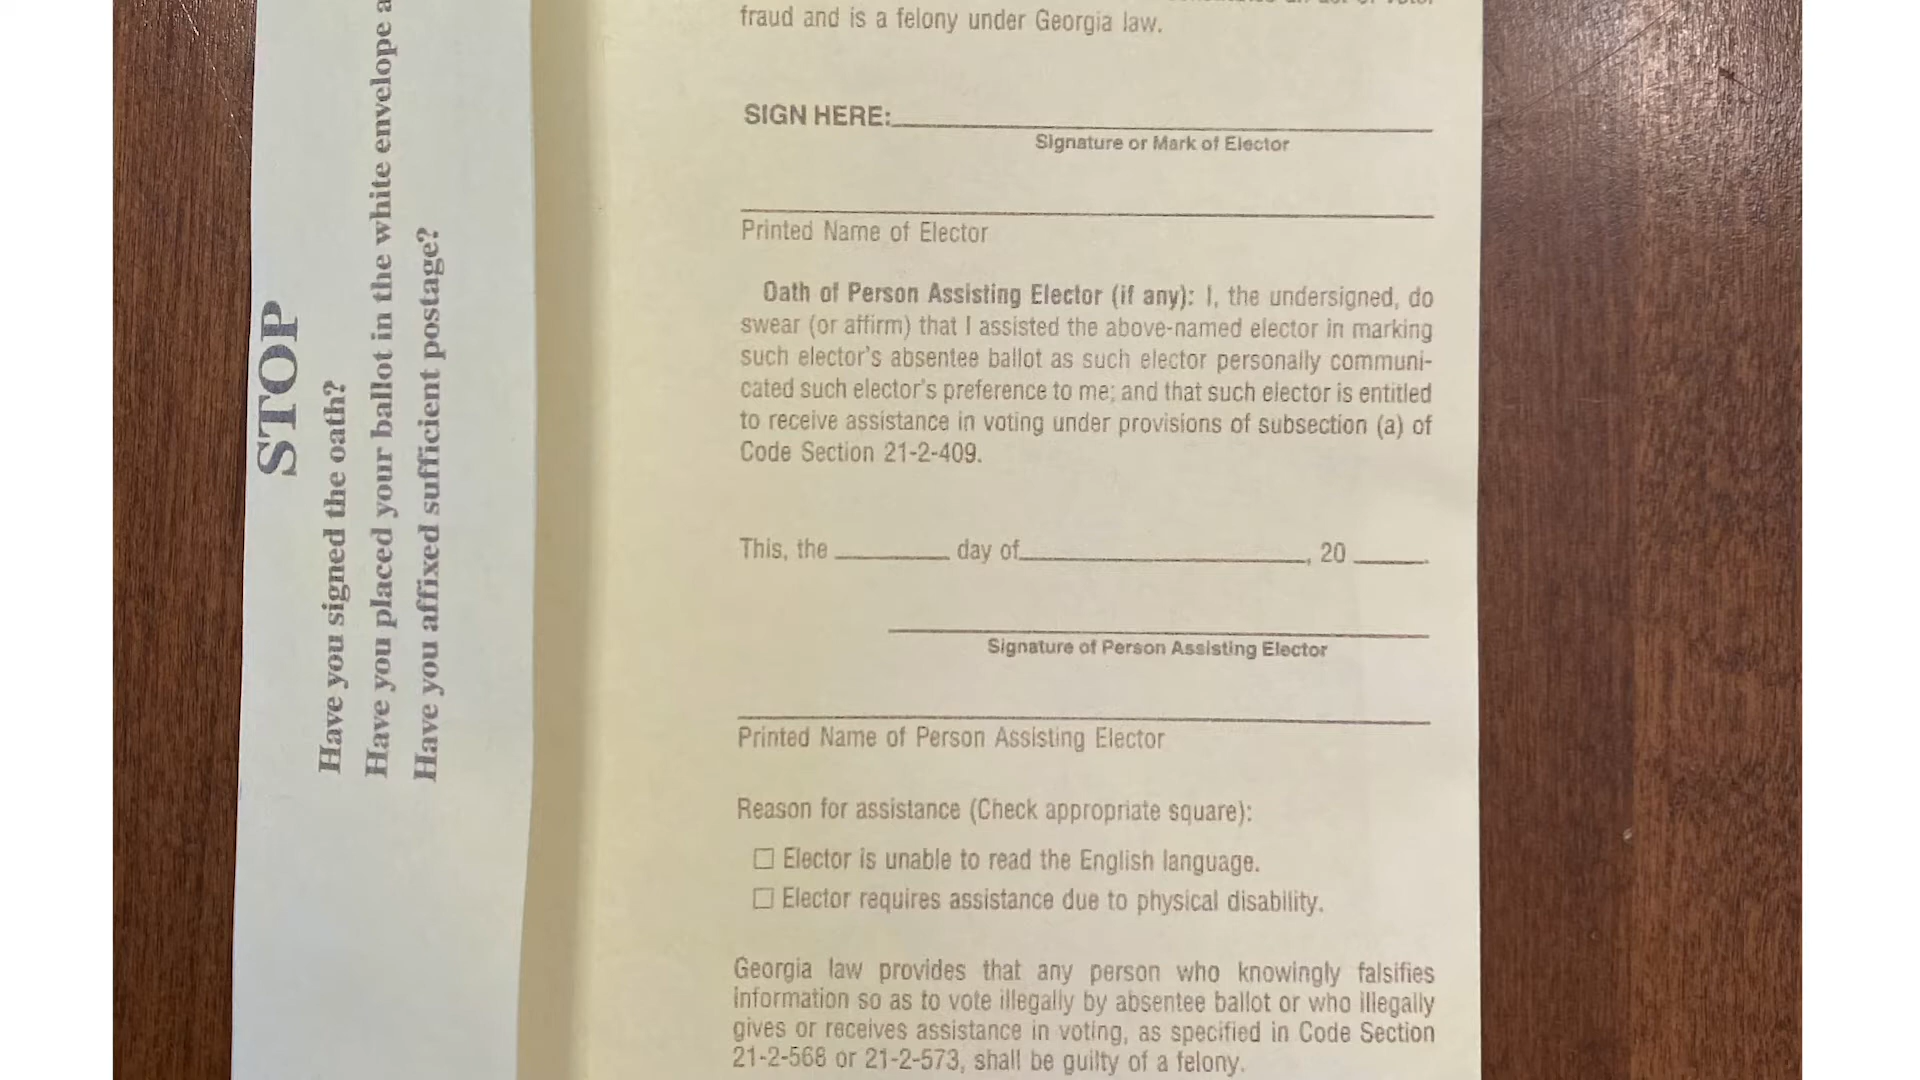 STOP
Have you signed the oath?
Have you placed your ballot in the white envelope
Have you affixed sufficient postage?
fraud and is a felony under Georgia law.
SIGN HERE:
Signature or Mark of Elector
Printed Name of Elector
Oath of Person Assisting Elector (if any): I, the undersigned, do
swear (or affirm) that I assisted the above-named elector in marking
such elector's absentee ballot as such elector personally communi-
cated such elector's preference to me; and that such elector is entitled
to receive assistance in voting under provisions of subsection (a) of
Code Section 21-2-409.
This, the ________ day of ____________________, 20 _____.
Signature of Person Assisting Elector
Printed Name of Person Assisting Elector
Reason for assistance (Check appropriate square):
☐ Elector is unable to read the English language.
☐ Elector requires assistance due to physical disability.
Georgia law provides that any person who knowingly falsifies
information so as to vote illegally by absentee ballot or who illegally
gives or receives assistance in voting, as specified in Code Section
21-2-568 or 21-2-573, shall be guilty of a felony.